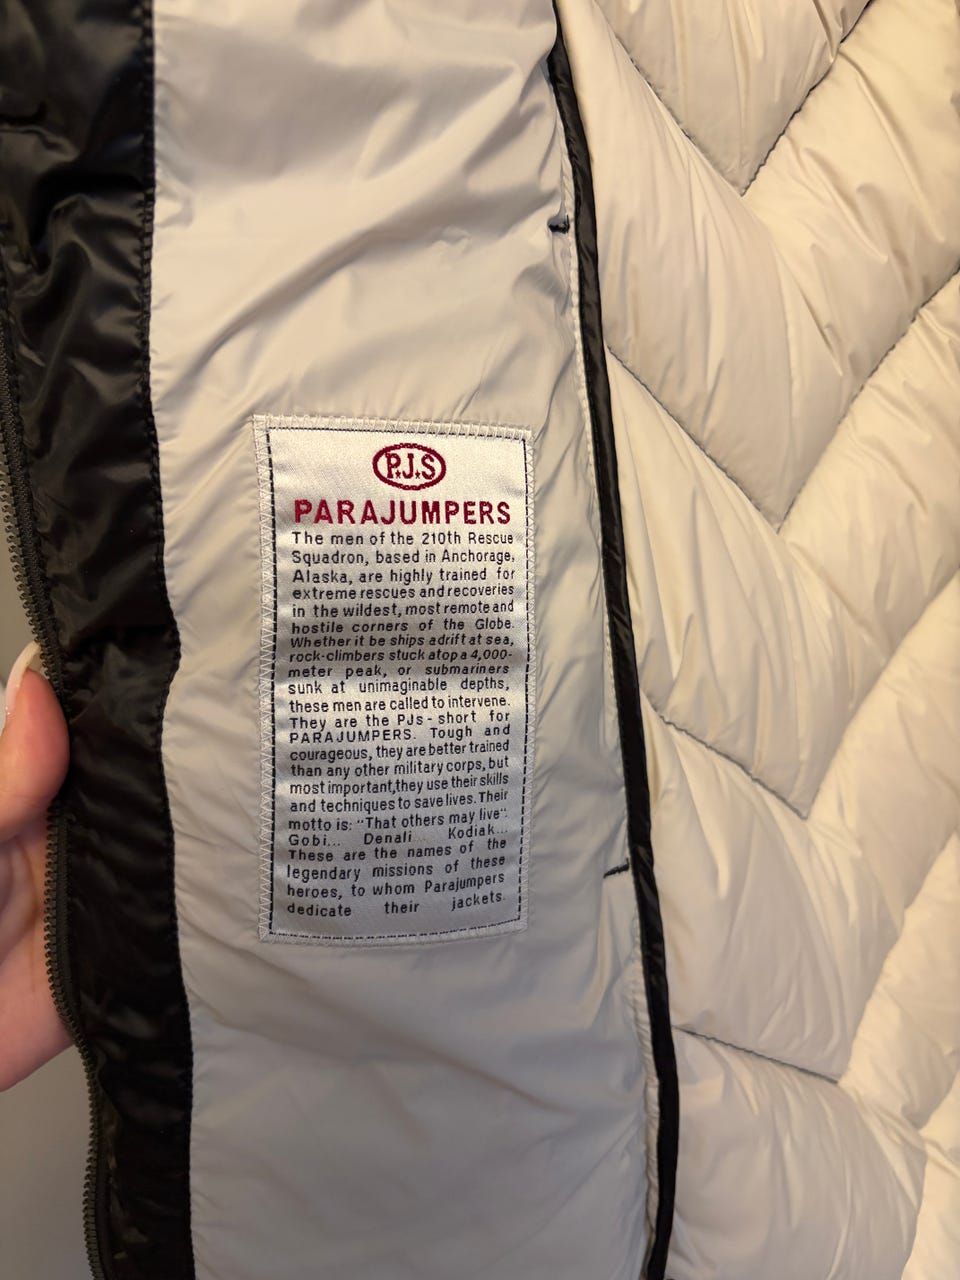 P.J.S
PARAJUMPERS
The men of the 210th Rescue
Squadron, based in Anchorage,
Alaska, are highly trained for
extreme rescues and recoveries
in the wildest, most remote and
hostile corners of the Globe.
Whether it be ships adrift at sea,
rock-climbers stuck atop a 4,000-
meter peak, or submariners
sunk at unimaginable depths,
these men are called to intervene.
They are the PJs - short for
PARAJUMPERS. Tough and
courageous, they are better trained
than any other military corps, but
most important,they use their skills
and techniques to save lives. Their
motto is: "That others may live".
Gobi... Denali... Kodiak...
These are the names of the
legendary missions of these
heroes, to whom Parajumpers
dedicate their jackets.